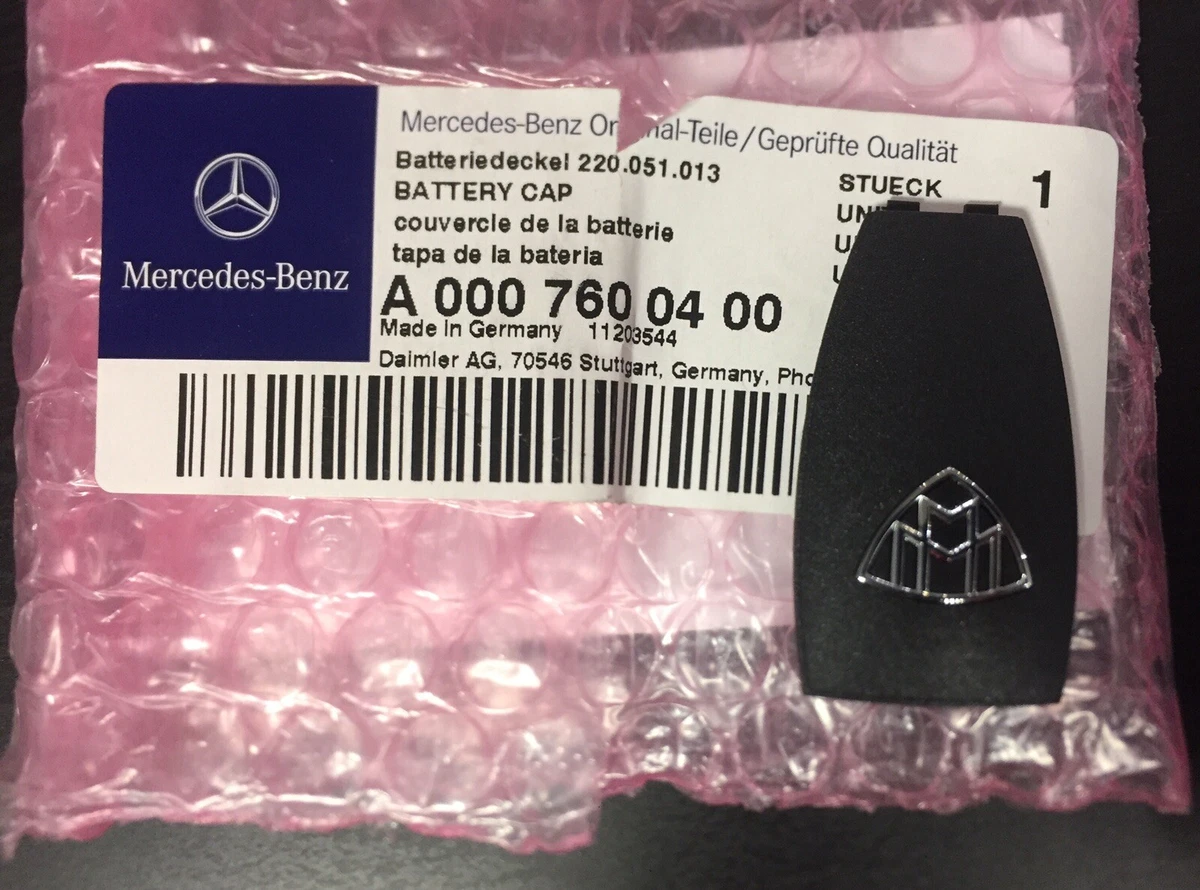 Mercedes-Benz
Mercedes-Benz Or nal-Teile/Geprüfte Qualität
Batteriedeckel 220.051.013
BATTERY CAP
couvercle de la batterie
tapa de la bateria
A 000 760 04 00
Made in Germany 11203544
Daimler AG, 70546 Stuttgart, Germany, Pho
STUECK 1
UN
U
U